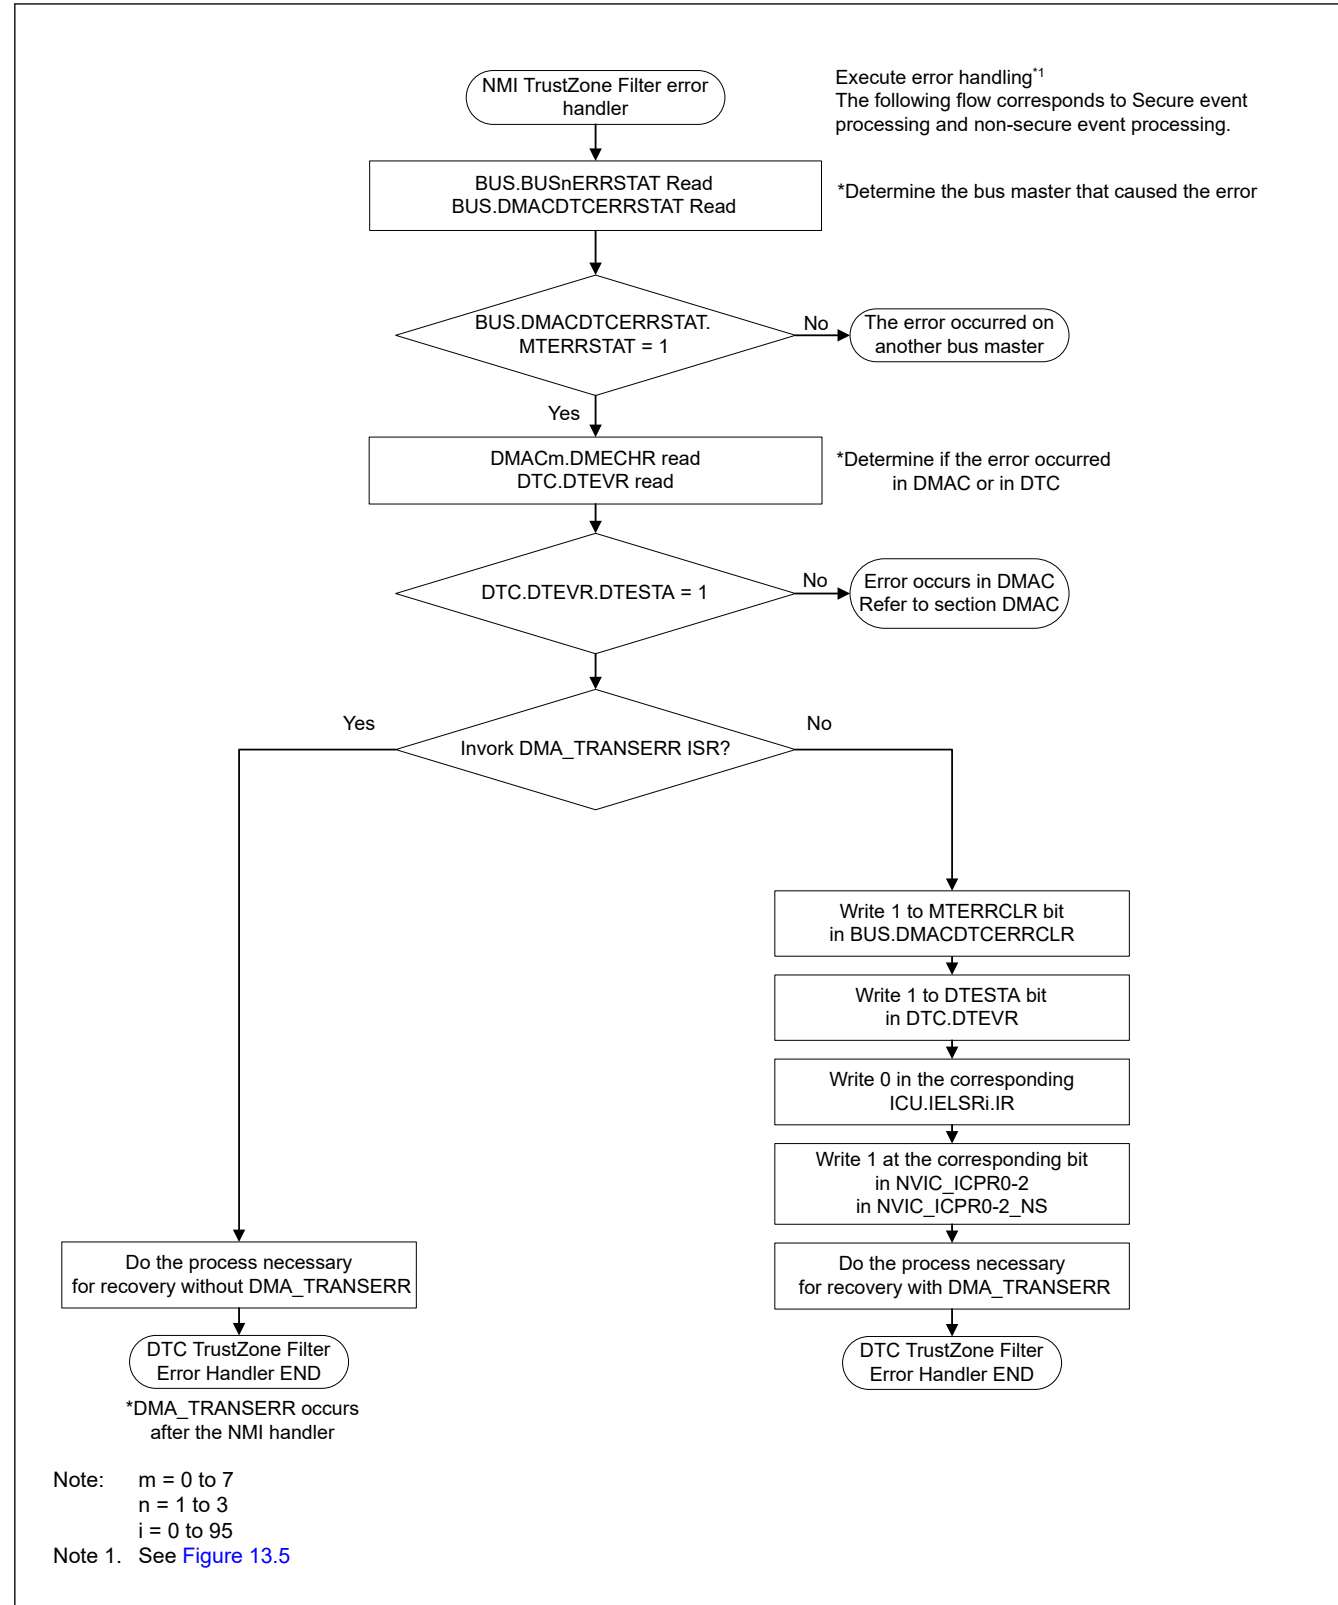 NMI TrustZone Filter error
handler
Execute error handling*1
The following flow corresponds to Secure event
processing and non-secure event processing.
BUS.BUSnERRSTAT Read
BUS.DMACDTCERRSTAT Read
*Determine the bus master that caused the error
BUS.DMACDTCERRSTAT.
MTERRSTAT = 1
No
The error occurred on
another bus master
Yes
DMACm.DMECHR read
DTC.DTEVR read
*Determine if the error occurred
in DMAC or in DTC
DTC.DTEVR.DTESTA = 1
No
Error occurs in DMAC
Refer to section DMAC
Yes
No
Invork DMA_TRANSERR ISR?
Write 1 to MTERRCLR bit
in BUS.DMACDTCERRCLR
Write 1 to DTESTA bit
in DTC.DTEVR
Write 0 in the corresponding
ICU.IELSRi.IR
Write 1 at the corresponding bit
in NVIC_ICPR0-2
in NVIC_ICPR0-2_NS
Do the process necessary
for recovery without DMA_TRANSERR
Do the process necessary
for recovery with DMA_TRANSERR
DTC TrustZone Filter
Error Handler END
DTC TrustZone Filter
Error Handler END
*DMA_TRANSERR occurs
after the NMI handler
Note: m = 0 to 7
n = 1 to 3
i = 0 to 95
Note 1. See Figure 13.5